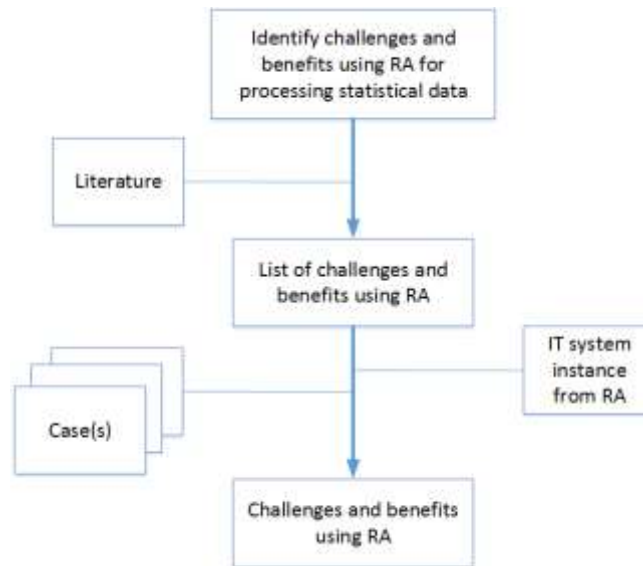 Identify challenges and
benefits using RA for
processing statistical data
Literature
List of challenges and
benefits using RA
IT system
instance
from RA
Case(s)
Challenges and benefits
using RA